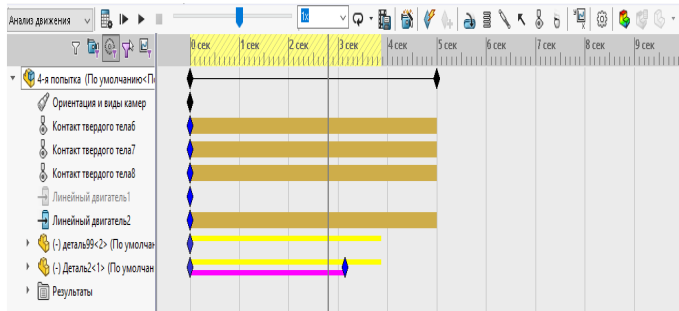 Анализ движения 1x
0 сек 1 сек 2 сек 3 сек 4 сек 5 сек 6 сек 7 сек 8 сек 9 сек
4-я попытка (По умолчанию<П
Ориентация и виды камер
Контакт твердого тела6
Контакт твердого тела7
Контакт твердого тела8
Линейный двигатель1
Линейный двигатель2
(-) деталь99<2> (По умолчан
(-) Деталь2<1> (По умолчан
Результаты